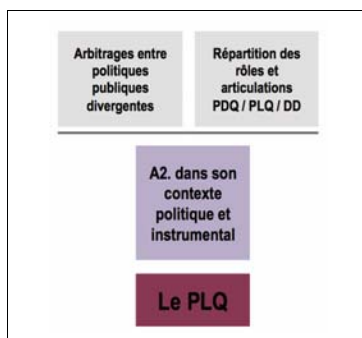 Arbitrages entre
politiques
publiques
divergentes
Répartition des
rôles et
articulations
PDQ / PLQ / DD
A2. dans son
contexte
politique et
instrumental
Le PLQ